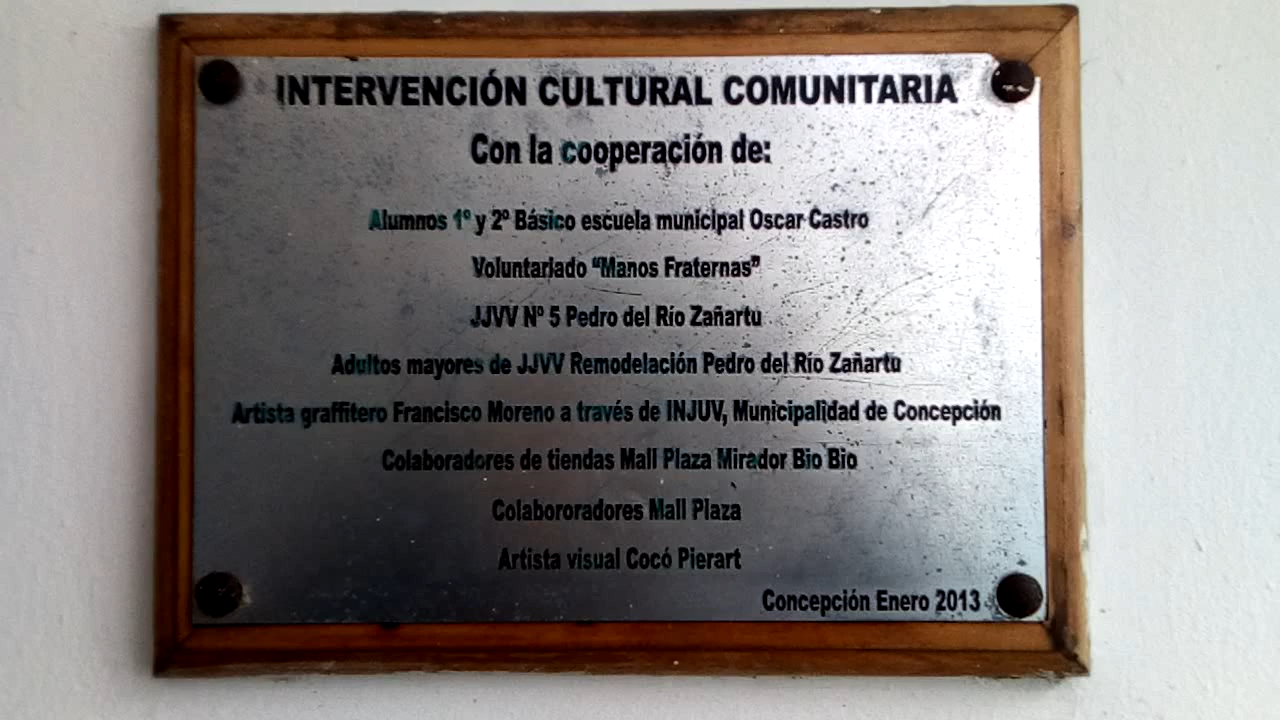 INTERVENCIÓN CULTURAL COMUNITARIA
Con la cooperación de:
Alumnos 1º y 2º Básico escuela municipal Oscar Castro
Voluntariado “Manos Fraternas”
JJVV Nº 5 Pedro del Río Zañartu
Adultos mayores de JJVV Remodelación Pedro del Río Zañartu
Artista graffitero Francisco Moreno a través de INJUV, Municipalidad de Concepción
Colaboradores de tiendas Mall Plaza Mirador Bio Bio
Colabororadores Mall Plaza
Artista visual Cocó Pierart
Concepción Enero 2013